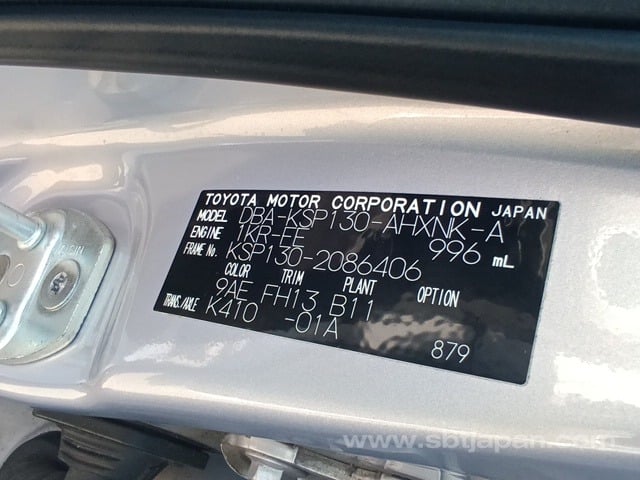 TOYOTA MOTOR CORPORATION JAPAN
MODEL DBA-KSP130-AHXNK-A
ENGINE 1KR-FE 996 mL
FRAME No. KSP130-2086406
COLOR TRIM PLANT OPTION
9AE FH13 B11
TRANS./AXLE K410 -01A
879
www.sbtjapan.com